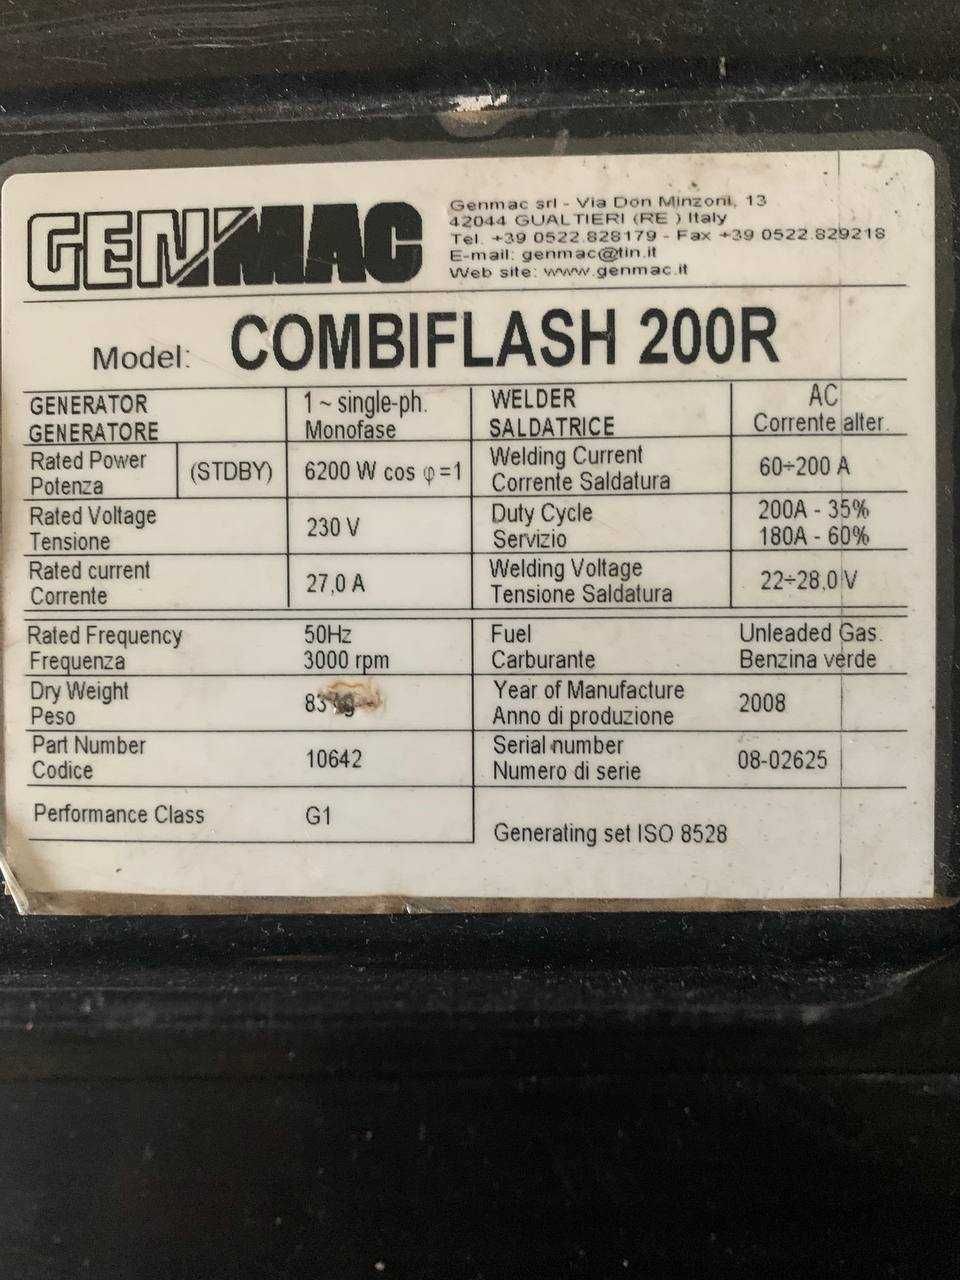 GENMAC
Genmac srl - Via Don Minzoni, 13
42044 GUALTIERI (RE ) Italy
Tel. +39 0522.828179 - Fax +39 0522.829218
E-mail: genmac@tin.it
Web site: www.genmac.it
Model: COMBIFLASH 200R
GENERATOR
GENERATORE
1 ~ single-ph.
Monofase
WELDER
SALDATRICE
AC
Corrente alter.
Rated Power
Potenza
(STDBY)
6200 W cos φ=1
Welding Current
Corrente Saldatura
60÷200 A
Rated Voltage
Tensione
230 V
Duty Cycle
Servizio
200A - 35%
180A - 60%
Rated current
Corrente
27,0 A
Welding Voltage
Tensione Saldatura
22÷28,0 V
Rated Frequency
Frequenza
50Hz
3000 rpm
Fuel
Carburante
Unleaded Gas.
Benzina verde
Dry Weight
Peso
83
Year of Manufacture
Anno di produzione
2008
Part Number
Codice
10642
Serial number
Numero di serie
08-02625
Performance Class
G1
Generating set ISO 8528